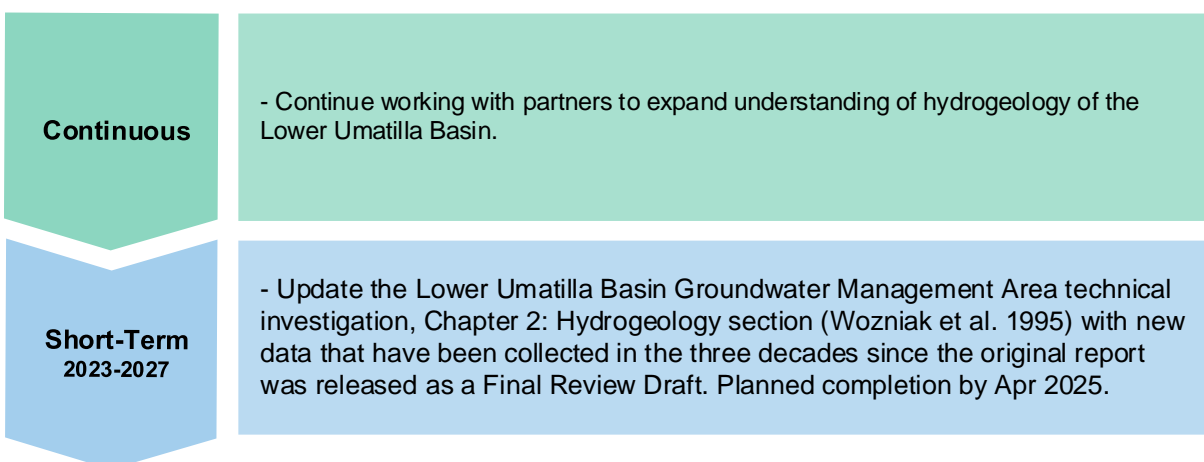 Continuous
- Continue working with partners to expand understanding of hydrogeology of the
Lower Umatilla Basin.
Short-Term
2023-2027
- Update the Lower Umatilla Basin Groundwater Management Area technical
investigation, Chapter 2: Hydrogeology section (Wozniak et al. 1995) with new
data that have been collected in the three decades since the original report
was released as a Final Review Draft. Planned completion by Apr 2025.